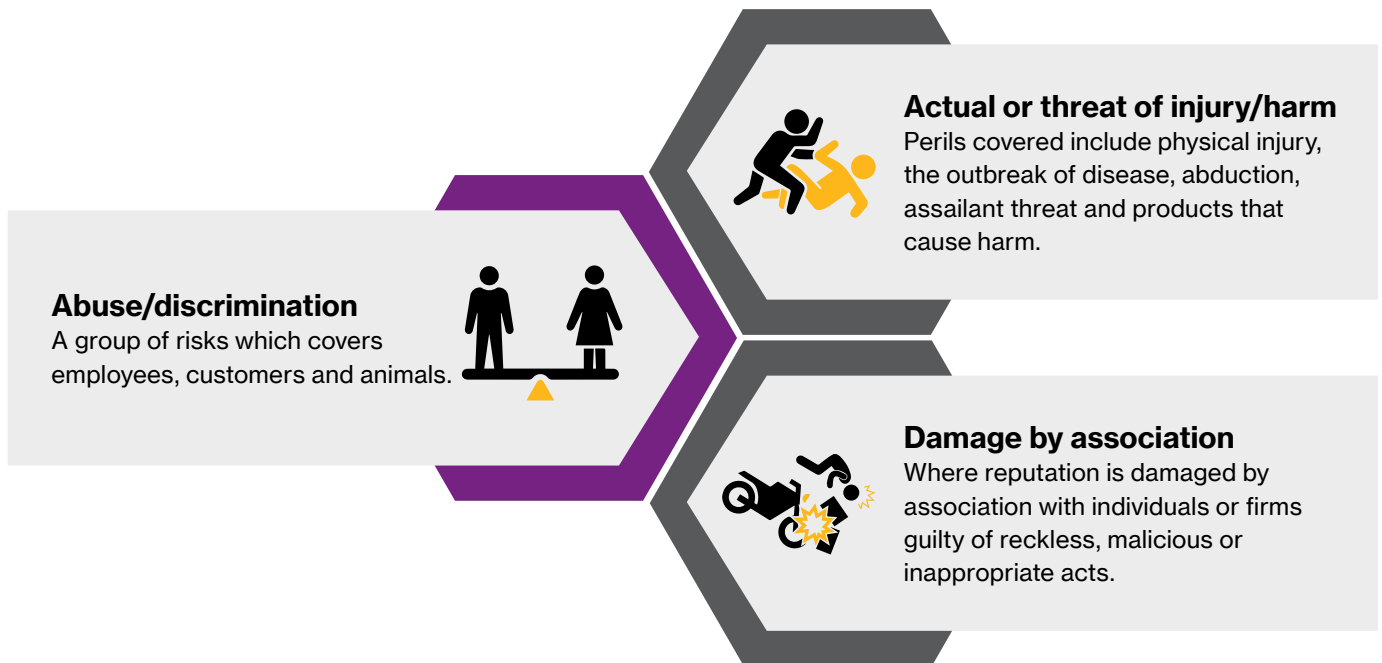 Abuse/discrimination
A group of risks which covers
employees, customers and animals.
Actual or threat of injury/harm
Perils covered include physical injury,
the outbreak of disease, abduction,
assailant threat and products that
cause harm.
Damage by association
Where reputation is damaged by
association with individuals or firms
guilty of reckless, malicious or
inappropriate acts.